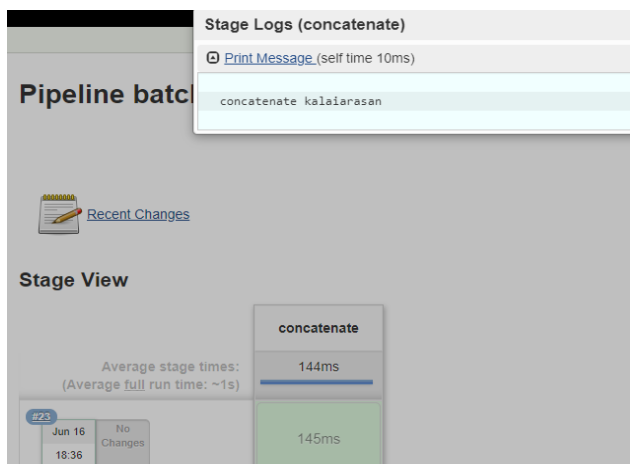 Stage Logs (concatenate)
Print Message (self time 10ms)
concatenate kalaiarasan
Pipeline batc
Recent Changes
Stage View
concatenate
Average stage times:
(Average full run time: ~1s)
144ms
#23
Jun 16
18:36
No
Changes
145ms